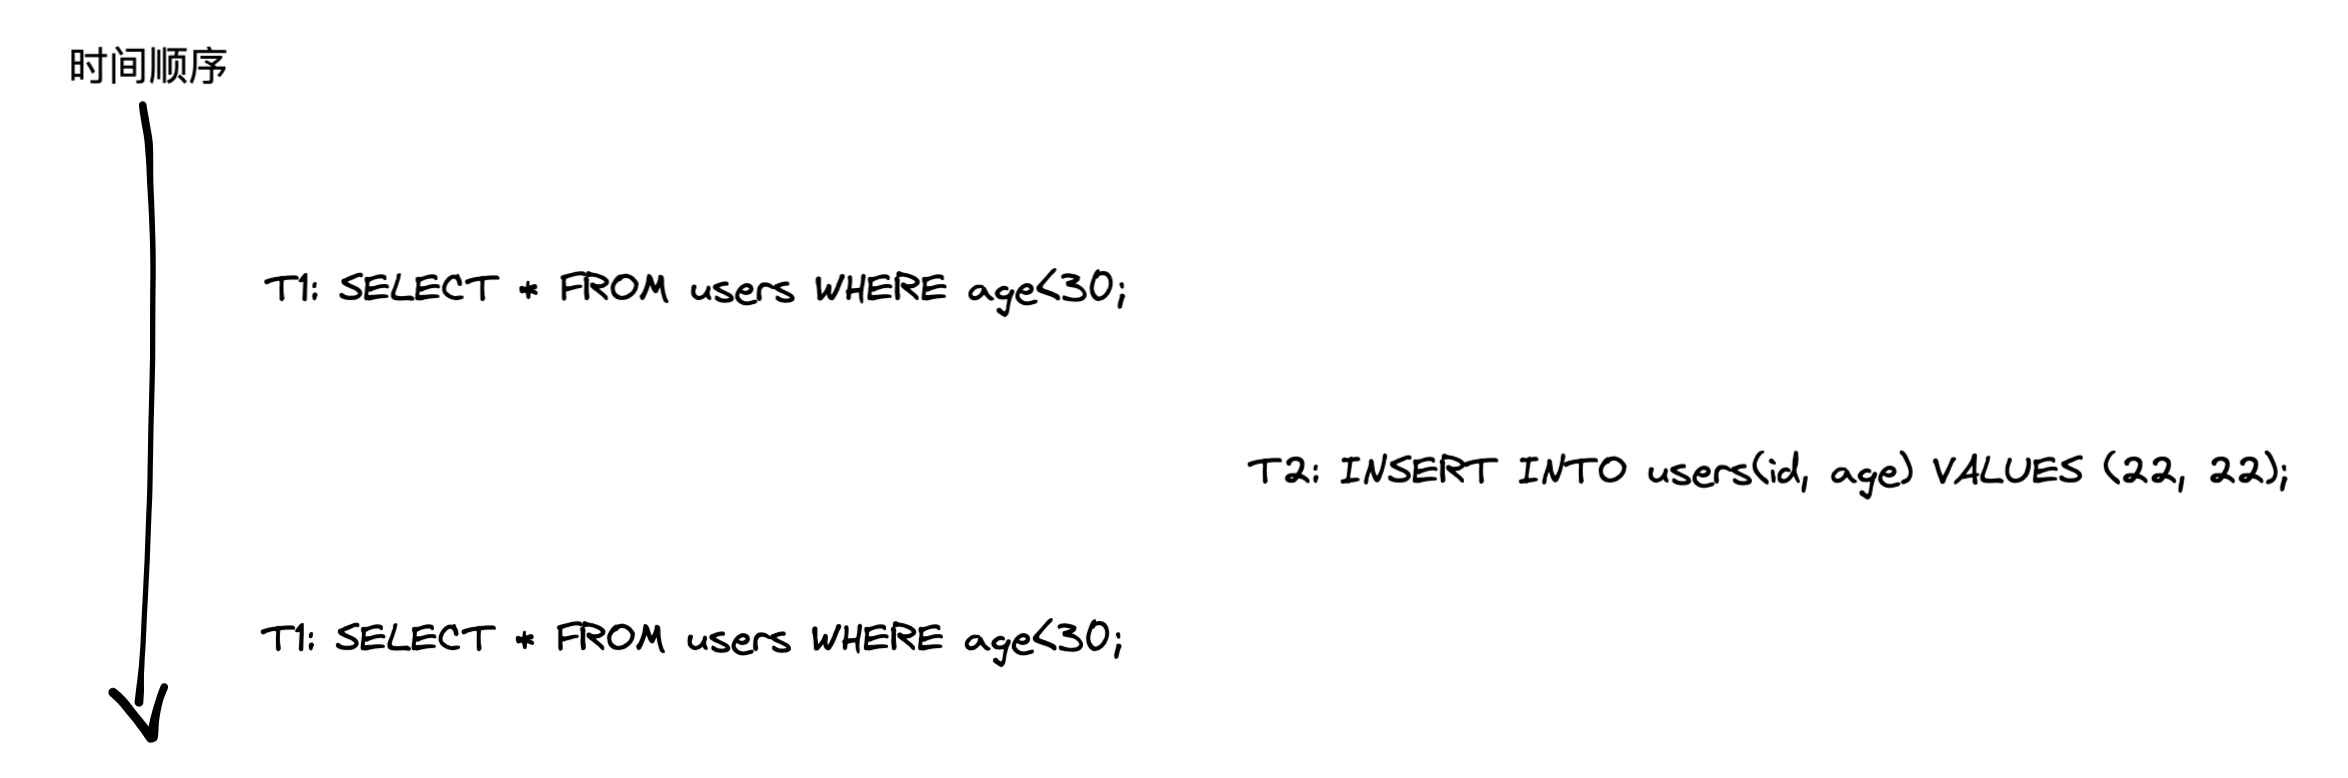 时间顺序
T1: SELECT * FROM users WHERE age<30;
T2: INSERT INTO users(id, age) VALUES (22, 22);
T1: SELECT * FROM users WHERE age<30;